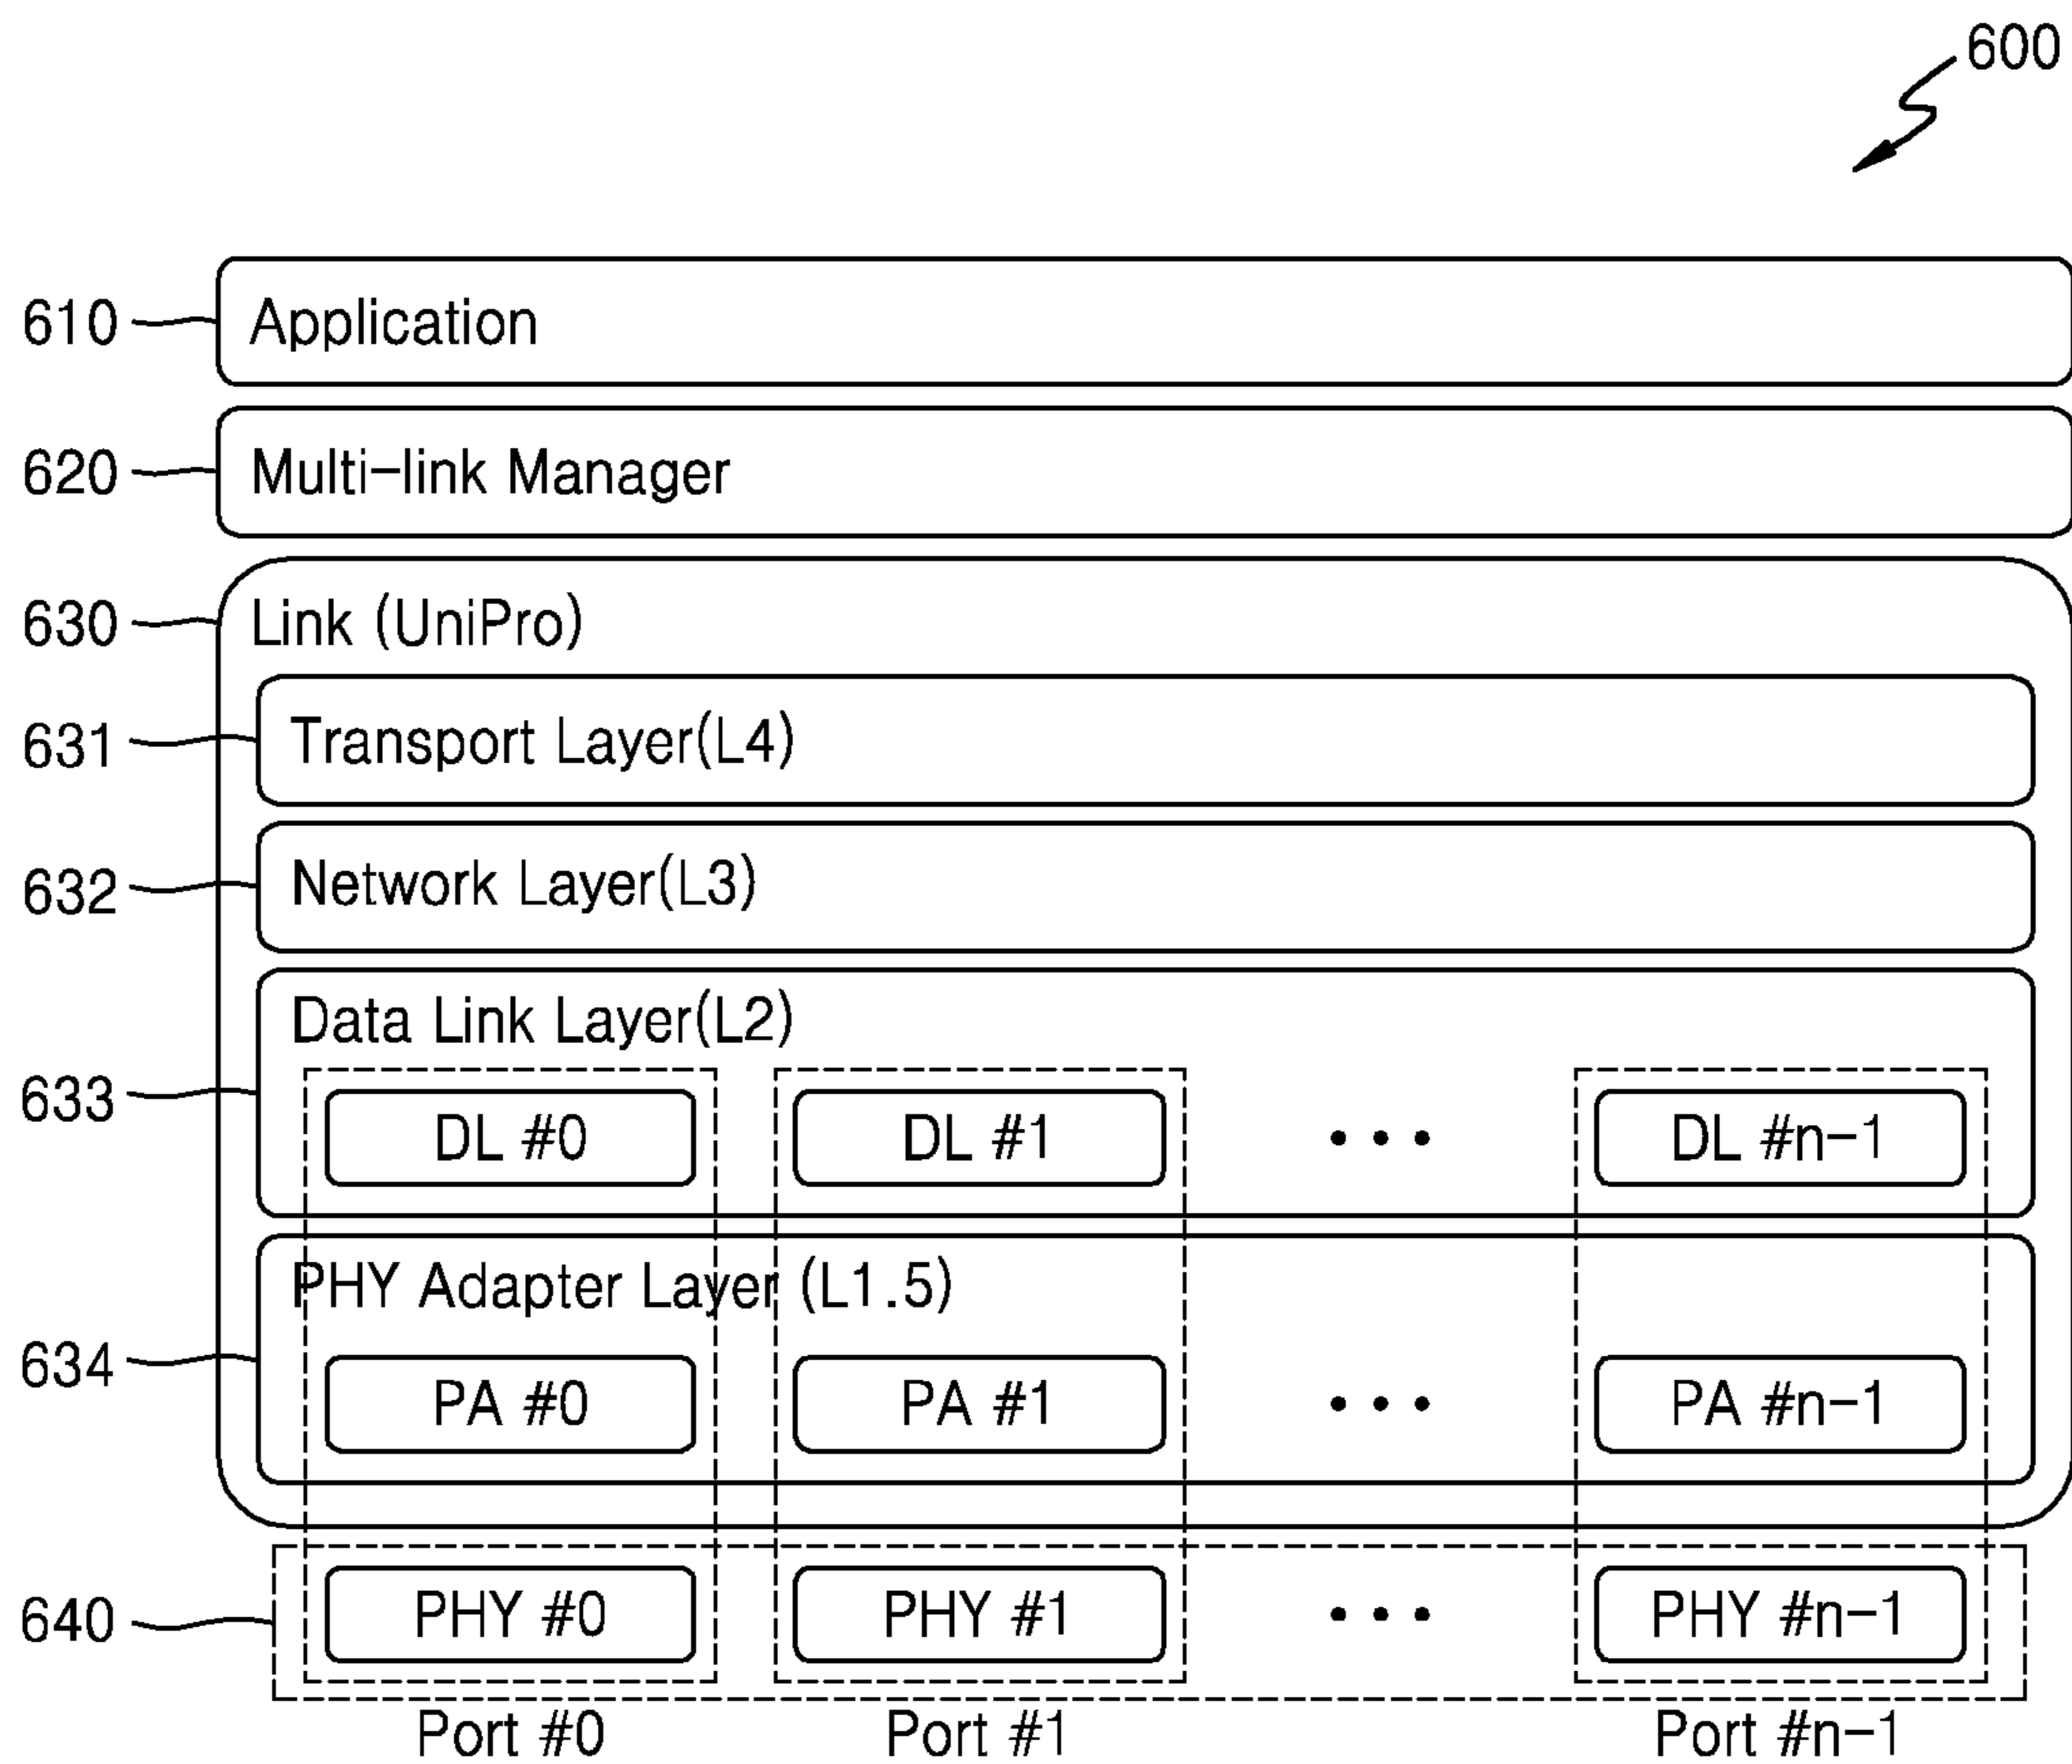 600
610 Application
620 Multi-link Manager
630 Link (UniPro)
631 Transport Layer(L4)
632 Network Layer(L3)
Data Link Layer(L2)
633 DL #0 DL #1 ••• DL #n-1
PHY Adapter Layer (L1.5)
634 PA #0 PA #1 ••• PA #n-1
640 PHY #0 PHY #1 ••• PHY #n-1
Port #0 Port #1 Port #n-1